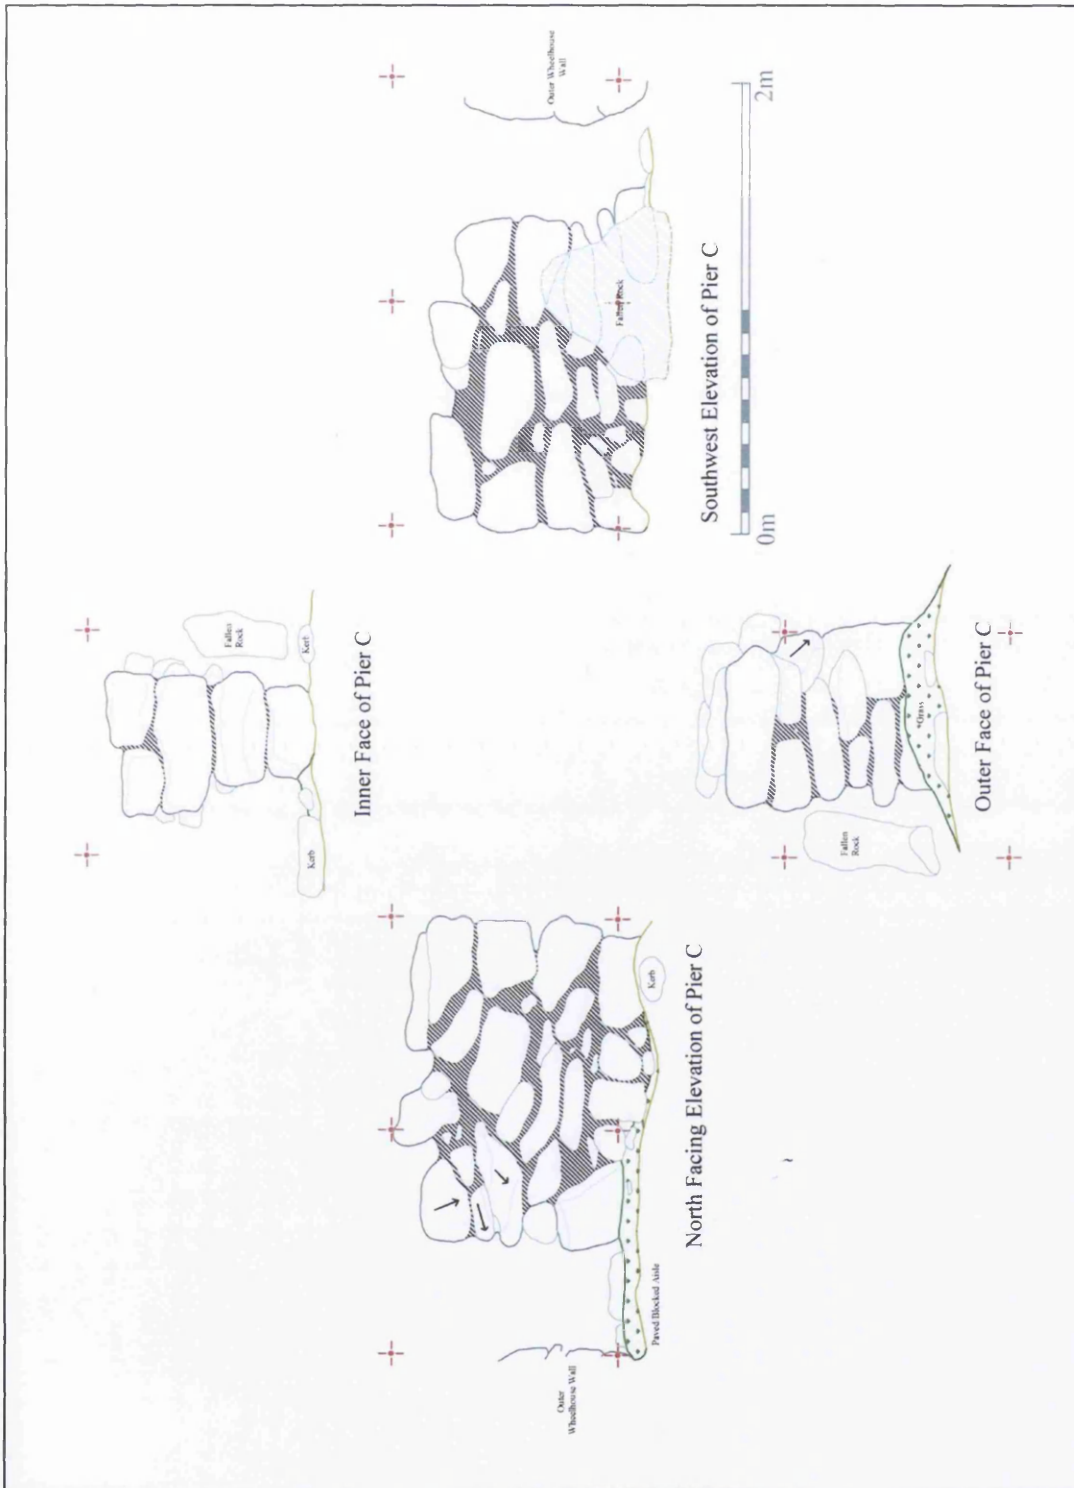 Outer
Wheelhouse Wall
Paved Blocked Aisle
Kerb
North Facing Elevation of Pier C
Kerb
Fallen
Rock
Kerb
Inner Face of Pier C
Fallen
Rock
*Grass
Outer Face of Pier C
Outer Wheelhouse
Wall
Fallen Rock
Southwest Elevation of Pier C
0m
2m